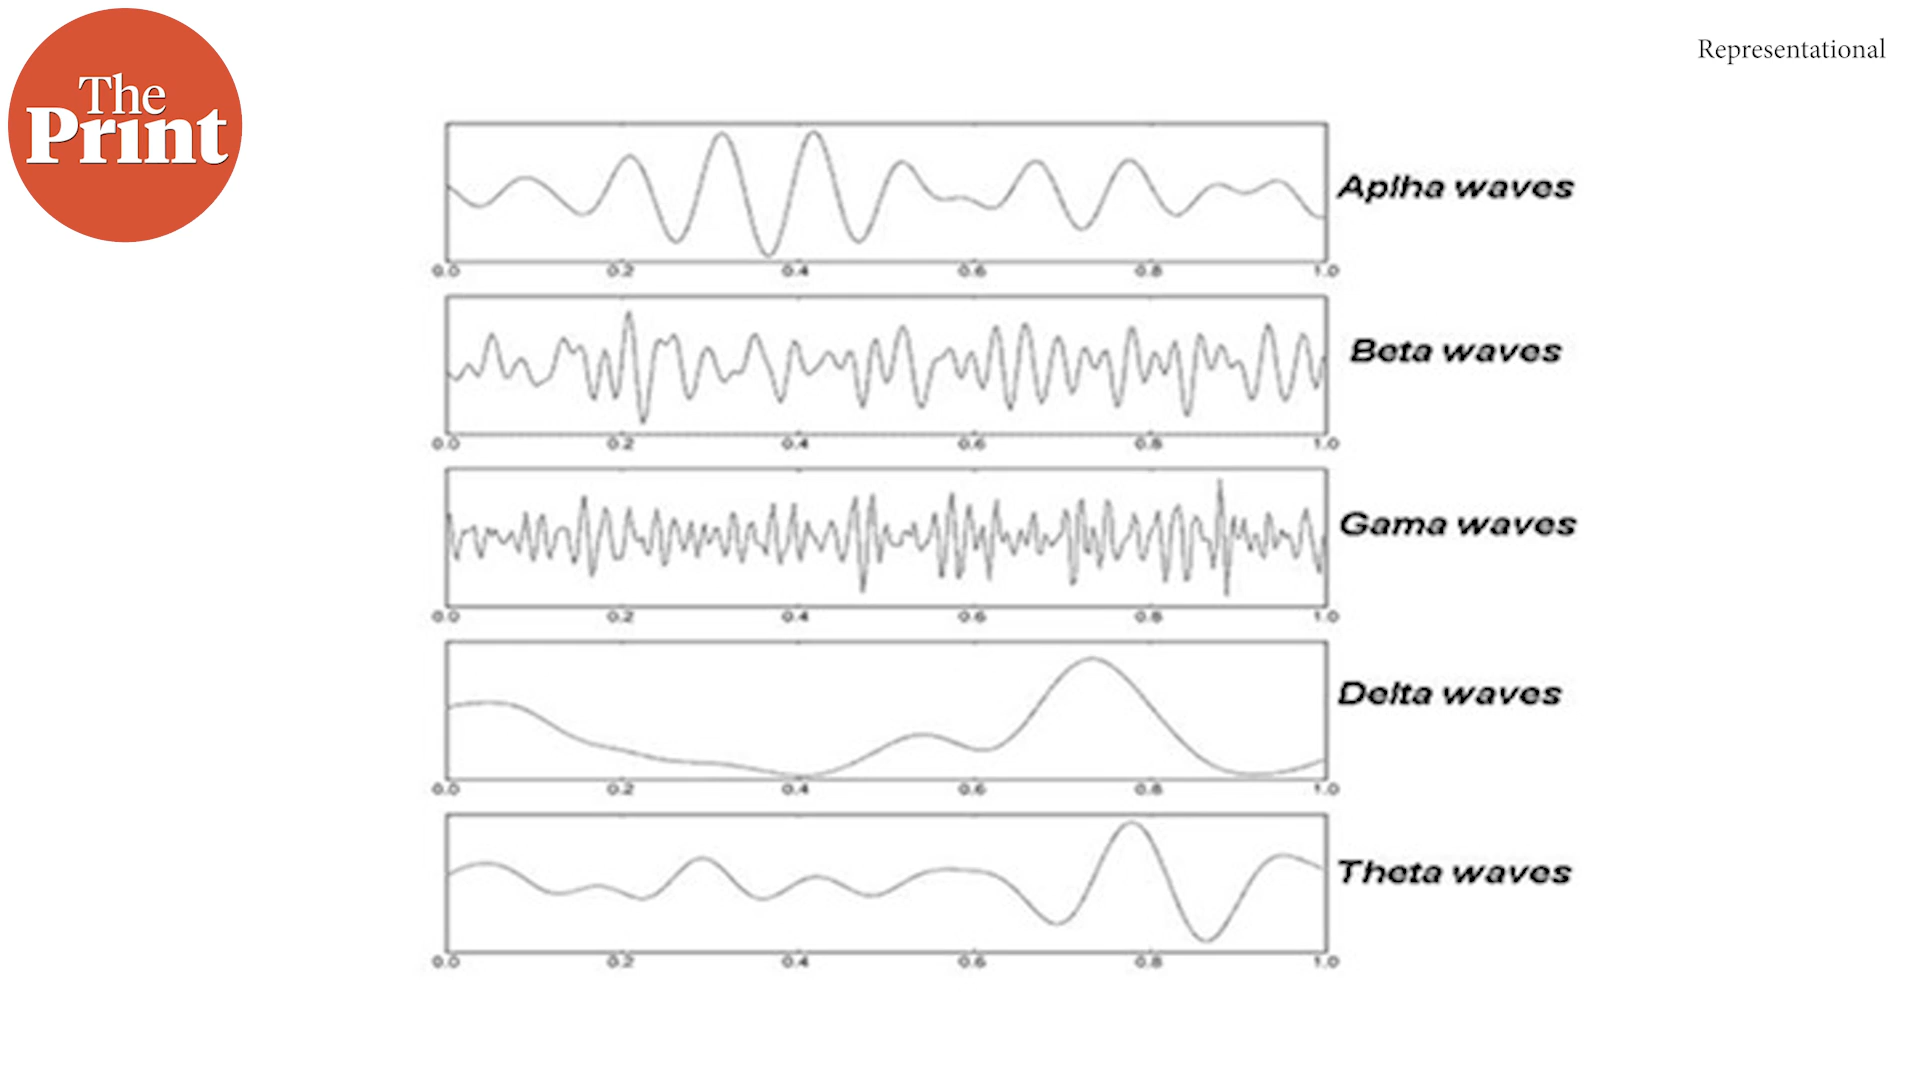 The
Print
Representational
Aplha waves
0.0 0.2 0.4 0.6 0.8 1.0
Beta waves
0.0 0.2 0.4 0.6 0.8 1.0
Gama waves
0.0 0.2 0.4 0.6 0.8 1.0
Delta waves
0.0 0.2 0.4 0.6 0.8 1.0
Theta waves
0.0 0.2 0.4 0.6 0.8 1.0